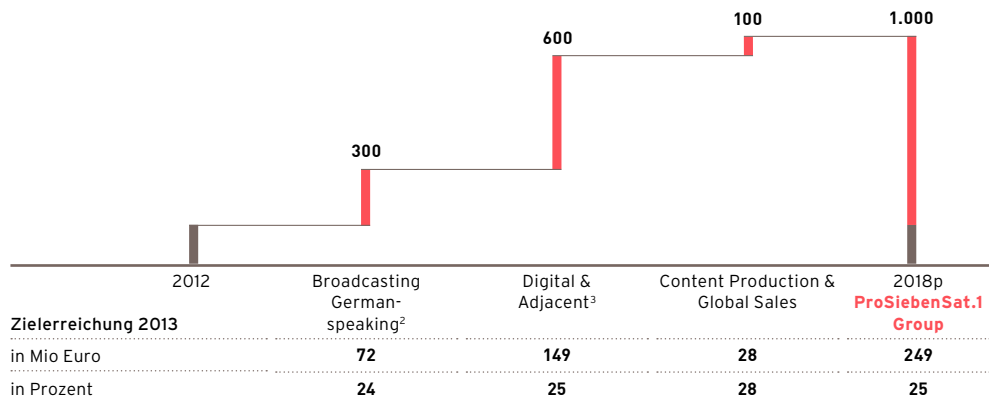 1.000
100
600
300
2012
Broadcasting
German-
speaking²
Digital &
Adjacent³
Content Production &
Global Sales
2018p
ProSiebenSat.1
Group
Zielerreichung 2013
in Mio Euro 72 149 28 249
in Prozent 24 25 28 25